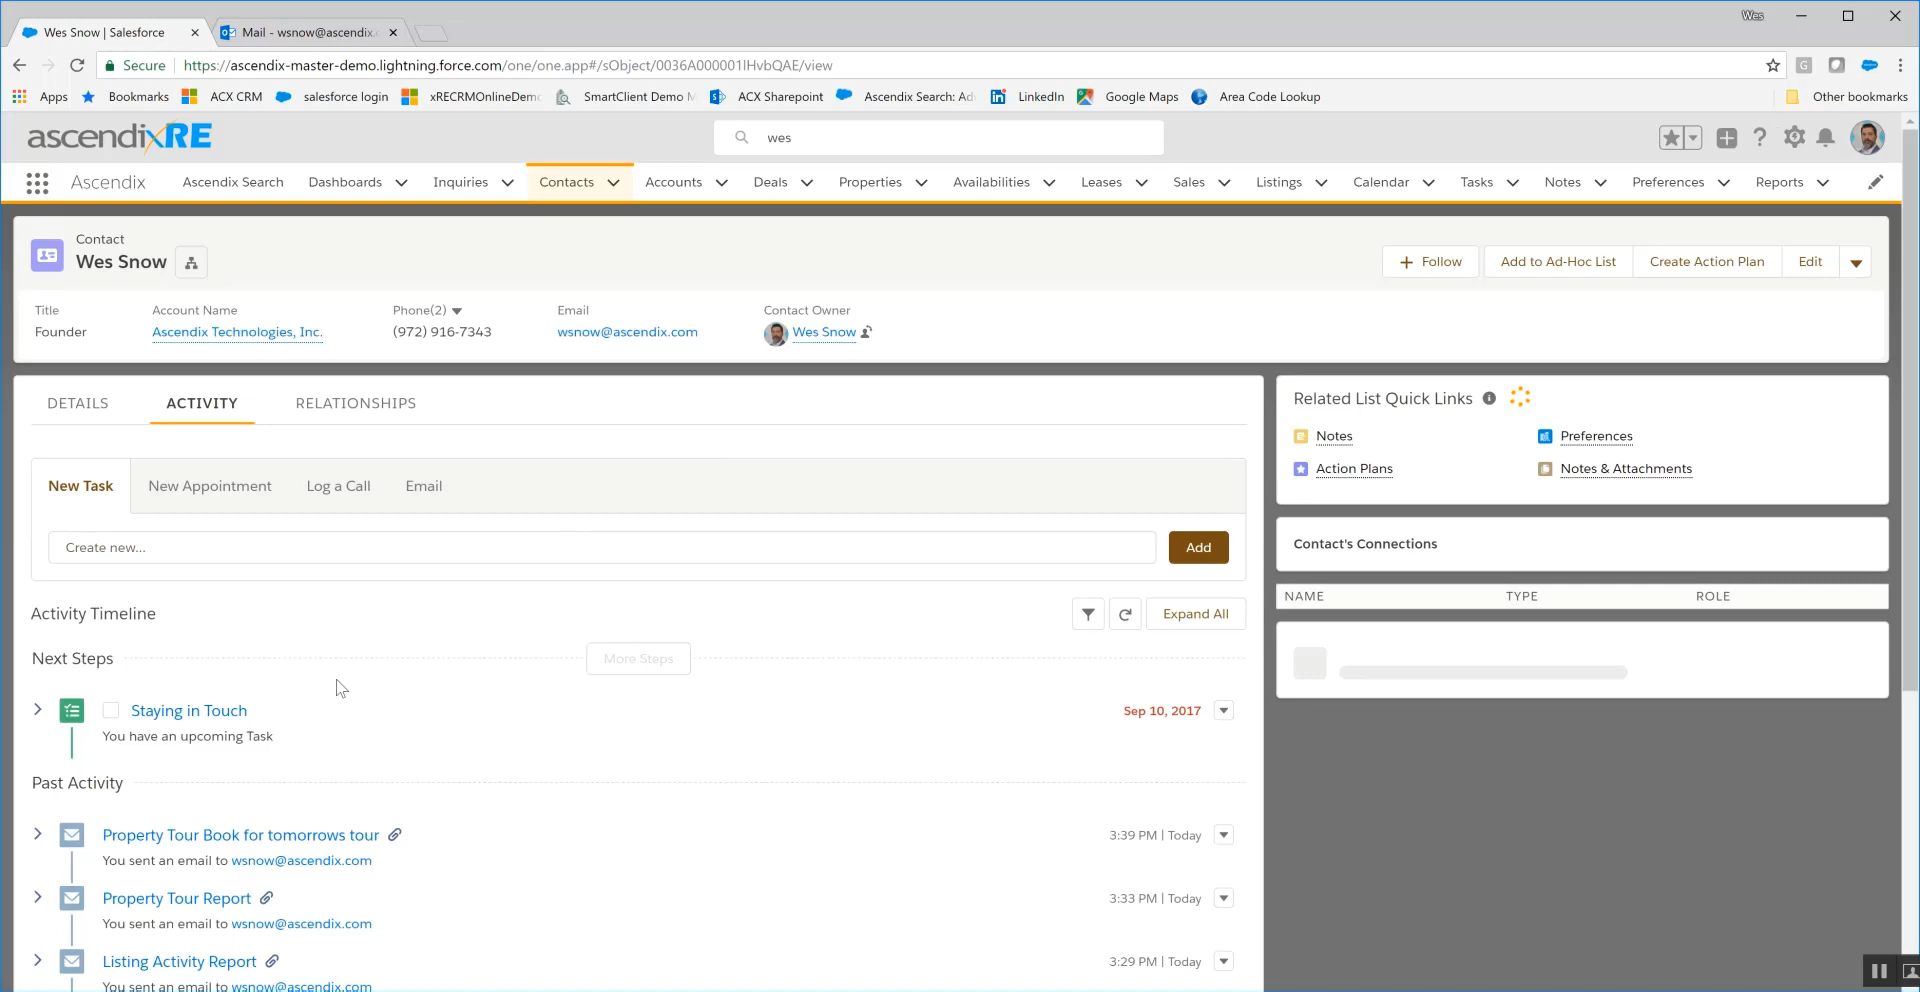 Wes
Wes Snow | Salesforce
Mail - wsnow@ascendix.
Secure
https://ascendix-master-demo.lightning.force.com/one/one.app#/sObject/0036A000001lHvbQAE/view
Apps
Bookmarks
ACX CRM
salesforce login
xRECRMOnlineDemo
SmartClient Demo M
ACX Sharepoint
Ascendix Search: Ad
LinkedIn
Google Maps
Area Code Lookup
Other bookmarks
ascendixRE
wes
Ascendix
Ascendix Search
Dashboards
Inquiries
Contacts
Accounts
Deals
Properties
Availabilities
Leases
Sales
Listings
Calendar
Tasks
Notes
Preferences
Reports
Contact
Wes Snow
Follow
Add to Ad-Hoc List
Create Action Plan
Edit
Title
Founder
Account Name
Ascendix Technologies, Inc.
Phone(2)
(972) 916-7343
Email
wsnow@ascendix.com
Contact Owner
Wes Snow
DETAILS
ACTIVITY
RELATIONSHIPS
New Task
New Appointment
Log a Call
Email
Create new...
Add
Activity Timeline
Expand All
Next Steps
More Steps
Staying in Touch
Sep 10, 2017
You have an upcoming Task
Past Activity
Property Tour Book for tomorrows tour
3:39 PM | Today
You sent an email to wsnow@ascendix.com
Property Tour Report
3:33 PM | Today
You sent an email to wsnow@ascendix.com
Listing Activity Report
3:29 PM | Today
You sent an email to wsnow@ascendix.com
Related List Quick Links
Notes
Preferences
Action Plans
Notes & Attachments
Contact's Connections
NAME
TYPE
ROLE